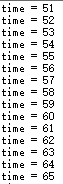 time = 51
time = 52
time = 53
time = 54
time = 55
time = 56
time = 57
time = 58
time = 59
time = 60
time = 61
time = 62
time = 63
time = 64
time = 65